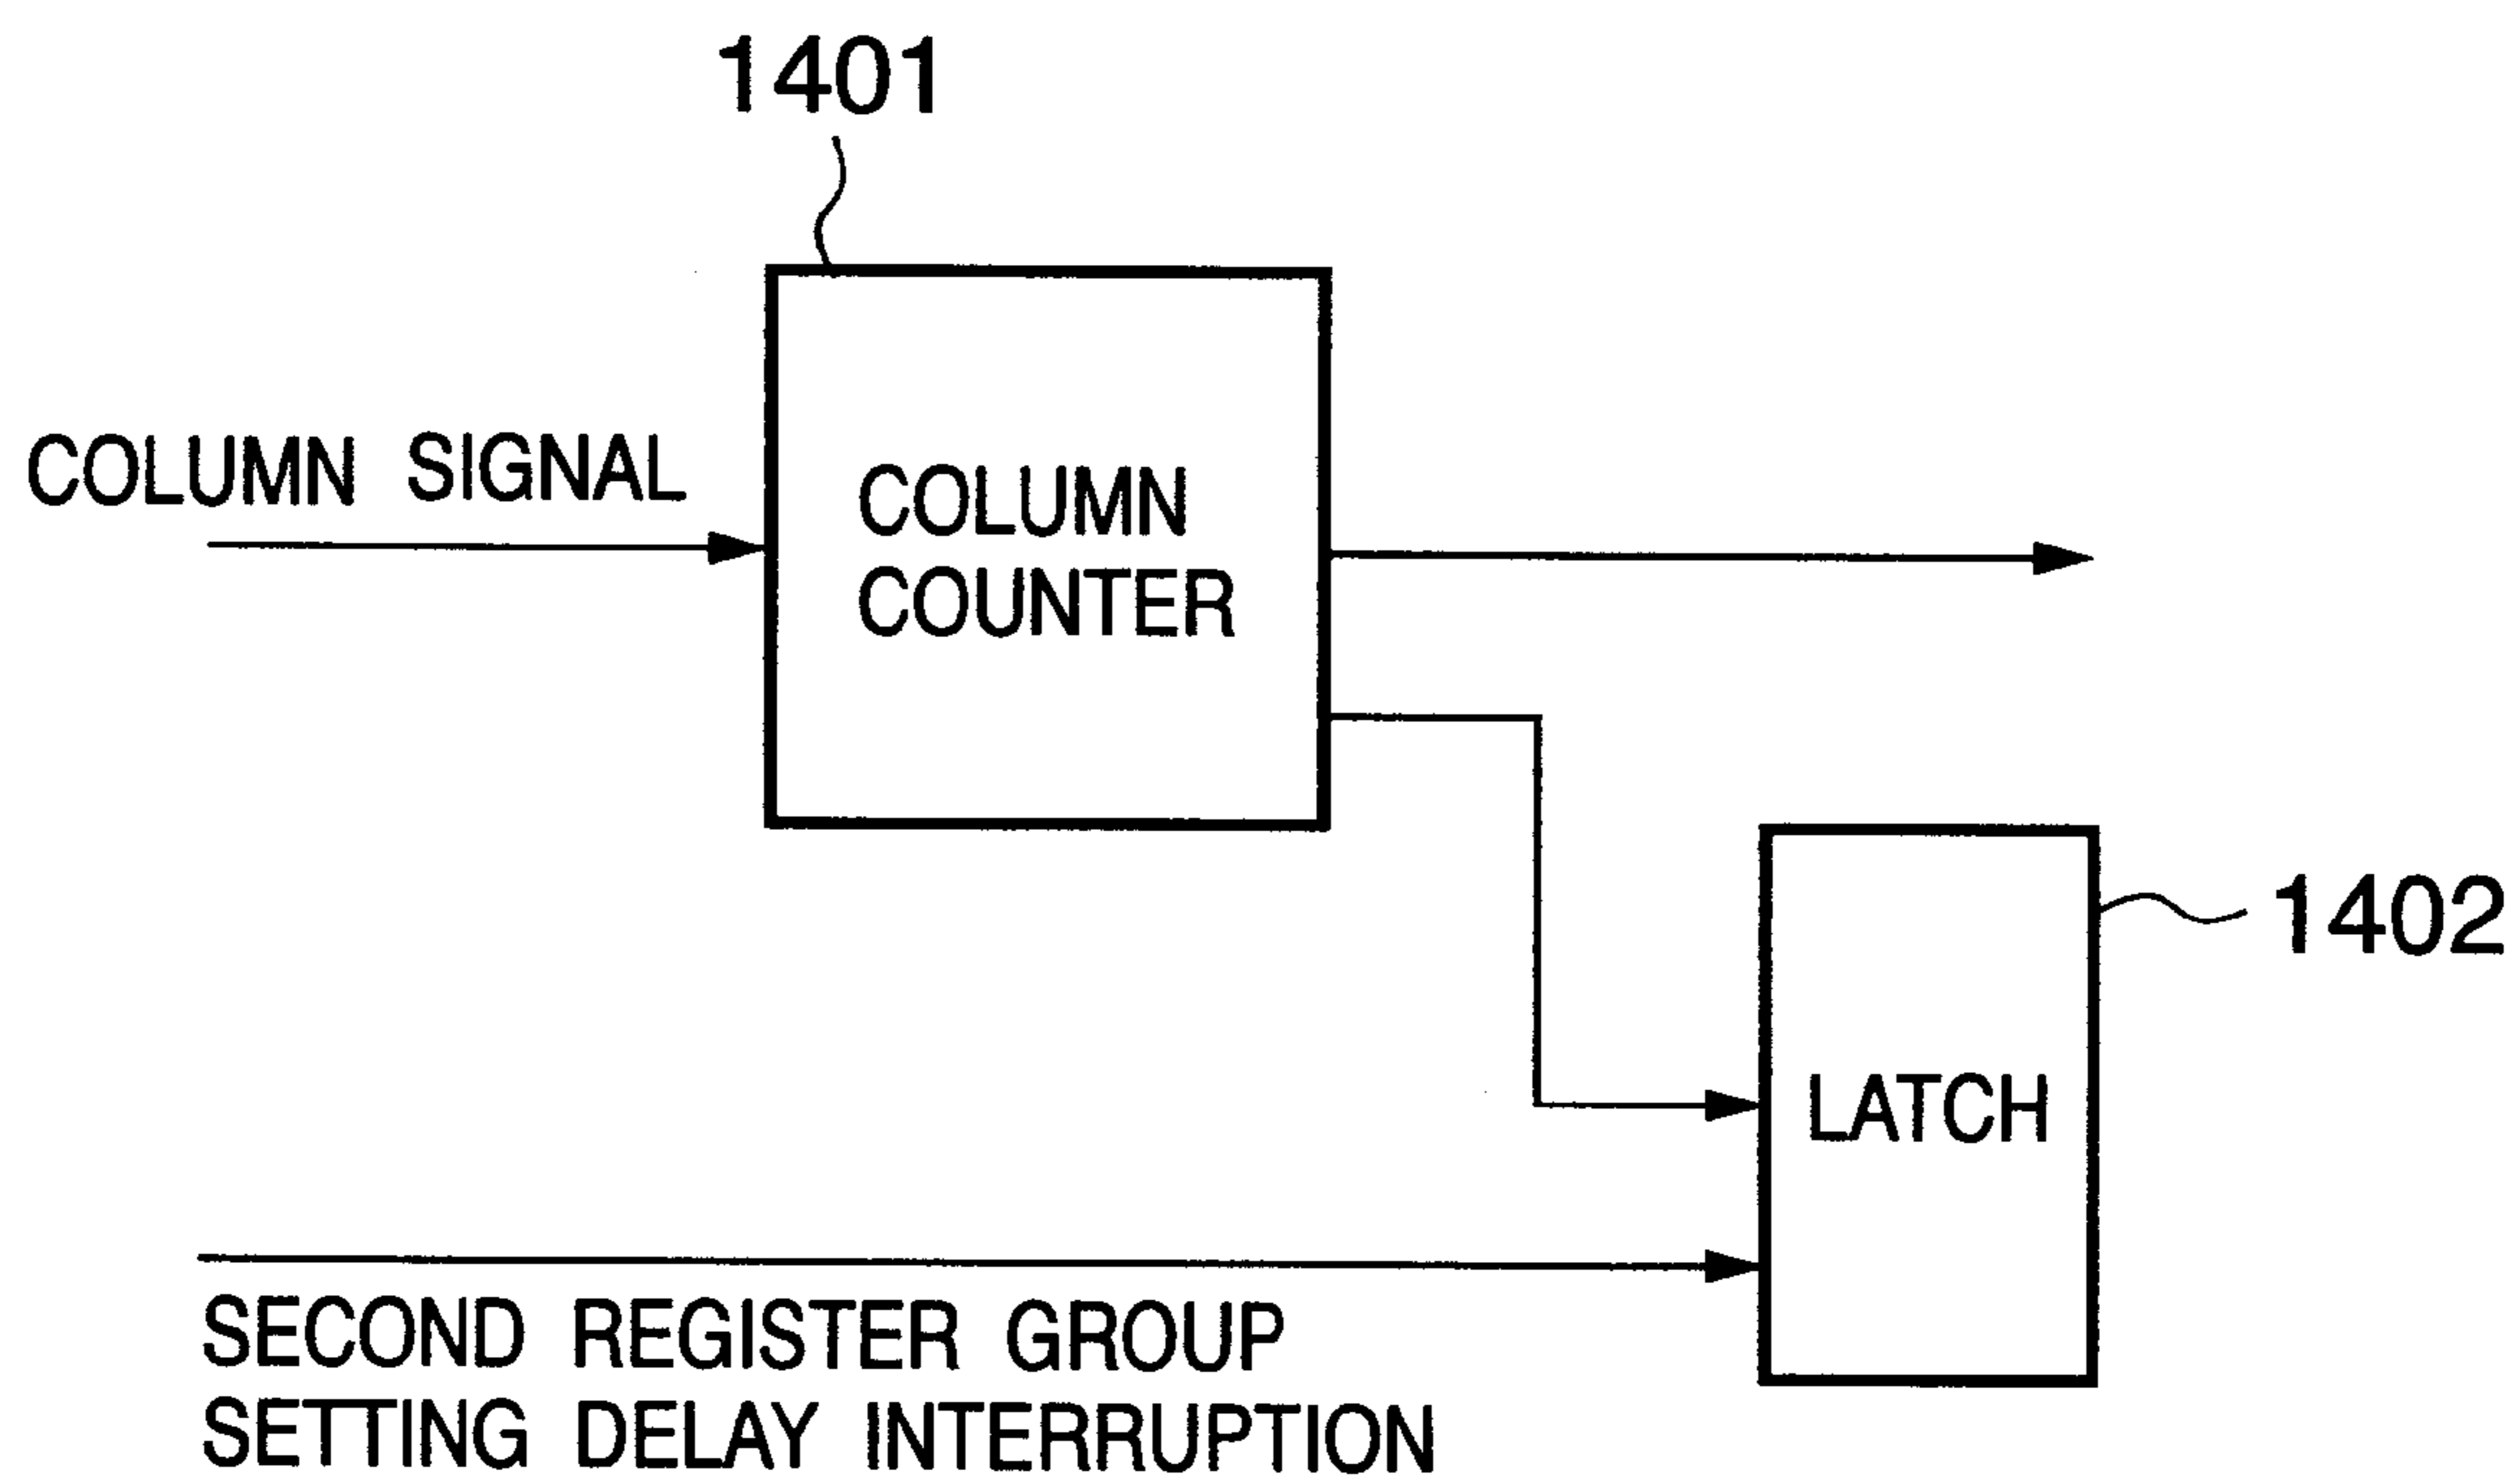 1401
COLUMN SIGNAL
COLUMN
COUNTER
1402
LATCH
SECOND REGISTER GROUP
SETTING DELAY INTERRUPTION